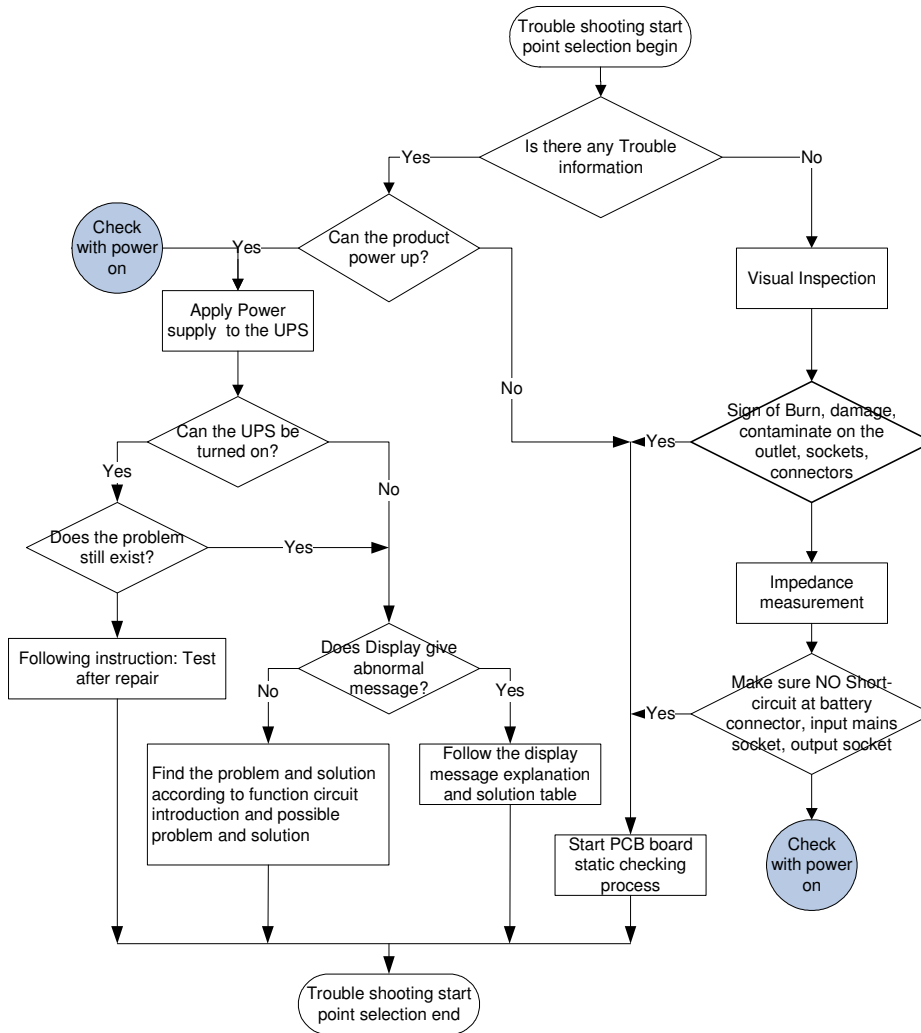 Trouble shooting start
point selection begin
Is there any Trouble
information
Yes
No
Check
with power
on
Yes
Can the product
power up?
Visual Inspection
Apply Power
supply to the UPS
No
Can the UPS be
turned on?
Yes
Sign of Burn, damage,
contaminate on the
outlet, sockets,
connectors
Yes
No
Does the problem
still exist?
Yes
Impedance
measurement
Following instruction: Test
after repair
Does Display give
abnormal
message?
No
Yes
Yes
Make sure NO Short-
circuit at battery
connector, input mains
socket, output socket
Find the problem and solution
according to function circuit
introduction and possible
problem and solution
Follow the display
message explanation
and solution table
Start PCB board
static checking
process
Check
with power
on
Trouble shooting start
point selection end